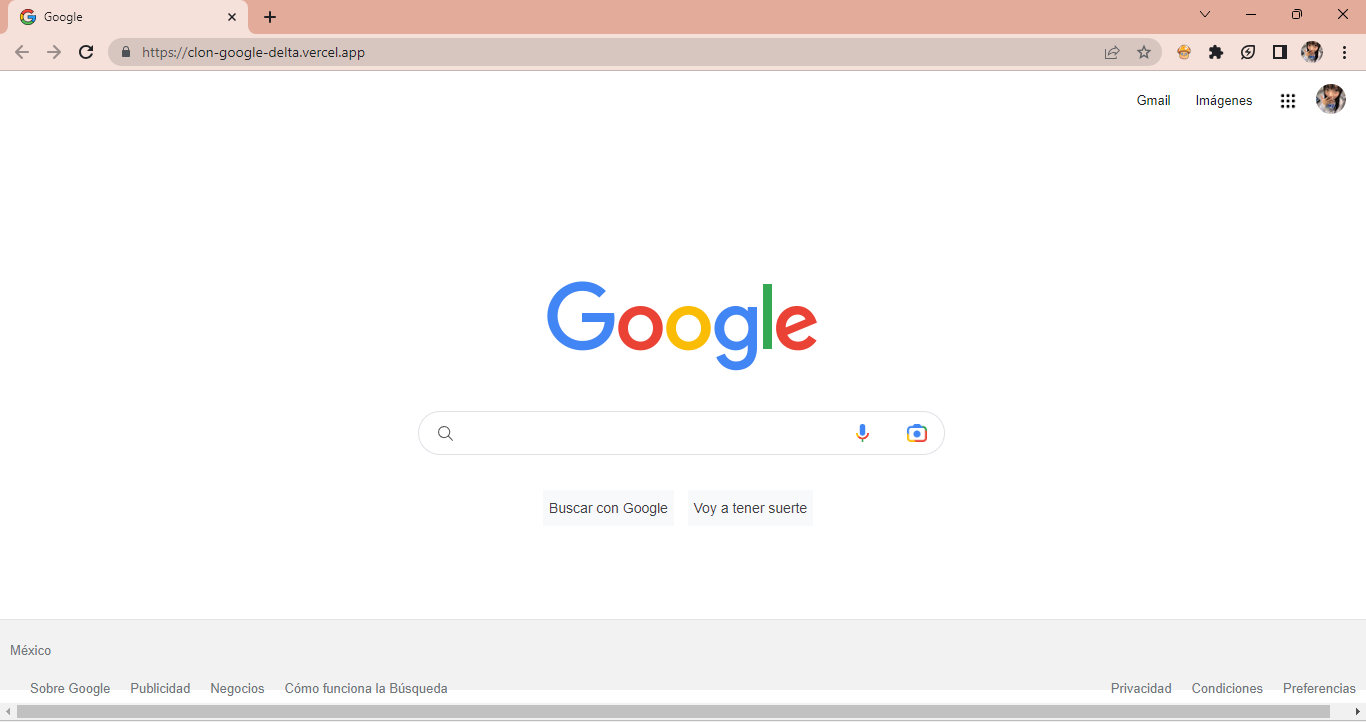 Google
https://clon-google-delta.vercel.app
Gmail Imágenes
Google
Buscar con Google Voy a tener suerte
México
Sobre Google Publicidad Negocios Cómo funciona la Búsqueda Privacidad Condiciones Preferencias